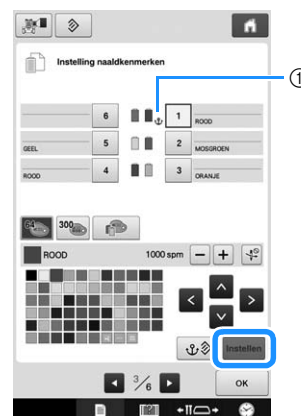 Instelling naaldkenmerken
①
6 1 ROOD
GEEL 5 2 MOSGROEN
ROOD 4 3 ORANJE
300
ROOD 1000 spm − +
Instellen
3/6 OK